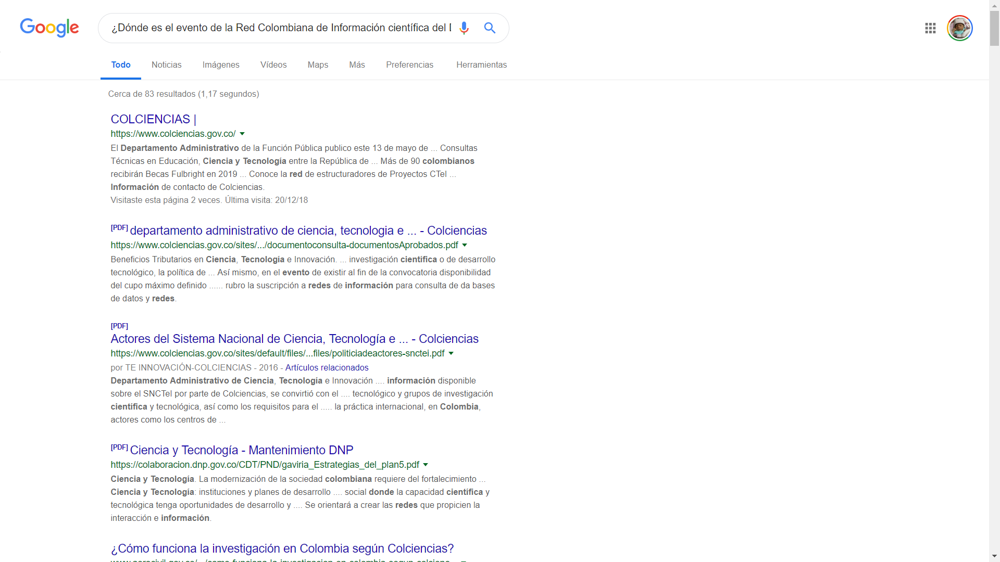 Google
¿Dónde es el evento de la Red Colombiana de Información científica del
Todo Noticias Imágenes Vídeos Maps Más Preferencias Herramientas
Cerca de 83 resultados (1,17 segundos)
COLCIENCIAS |
https://www.colciencias.gov.co/
El Departamento Administrativo de la Función Pública publico este 13 de mayo de ... Consultas
Técnicas en Educación, Ciencia y Tecnología entre la República de ... Más de 90 colombianos
recibirán Becas Fulbright en 2019 ... Conoce la red de estructuradores de Proyectos CTeI ...
Información de contacto de Colciencias.
Visitaste esta página 2 veces. Última visita: 20/12/18
[PDF] departamento administrativo de ciencia, tecnologia e ... - Colciencias
https://www.colciencias.gov.co/sites/.../documentoconsulta-documentosAprobados.pdf
Beneficios Tributarios en Ciencia, Tecnología e Innovación. ... investigación científica o de desarrollo
tecnológico, la política de ... Así mismo, en el evento de existir al fin de la convocatoria disponibilidad
del cupo máximo definido ...... rubro la suscripción a redes de información para consulta de da bases
de datos y redes.
[PDF]
Actores del Sistema Nacional de Ciencia, Tecnología e ... - Colciencias
https://www.colciencias.gov.co/sites/default/files/...files/politiciadeactores-snctei.pdf
por TE INNOVACIÓN-COLCIENCIAS - 2016 - Artículos relacionados
Departamento Administrativo de Ciencia, Tecnología e Innovación .... información disponible
sobre el SNCTeI por parte de Colciencias, se convirtió con el .... tecnológico y grupos de investigación
científica y tecnológica, así como los requisitos para el ..... la práctica internacional, en Colombia,
actores como los centros de ...
[PDF] Ciencia y Tecnología - Mantenimiento DNP
https://colaboracion.dnp.gov.co/CDT/PND/gaviria_Estrategias_del_plan5.pdf
Ciencia y Tecnología. La modernización de la sociedad colombiana requiere del fortalecimiento ...
Ciencia y Tecnología: instituciones y planes de desarrollo .... social donde la capacidad científica y
tecnológica tenga oportunidades de desarrollo y .... Se orientará a crear las redes que propicien la
interacción e información.
¿Cómo funciona la investigación en Colombia según Colciencias?